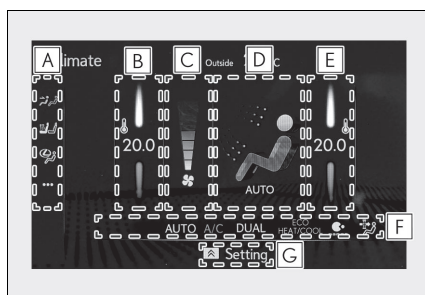 A
limate
B
C
Outside
D
E
20.0
20.0
AUTO
AUTO A/C DUAL ECO HEAT/COOL
F
Setting
G